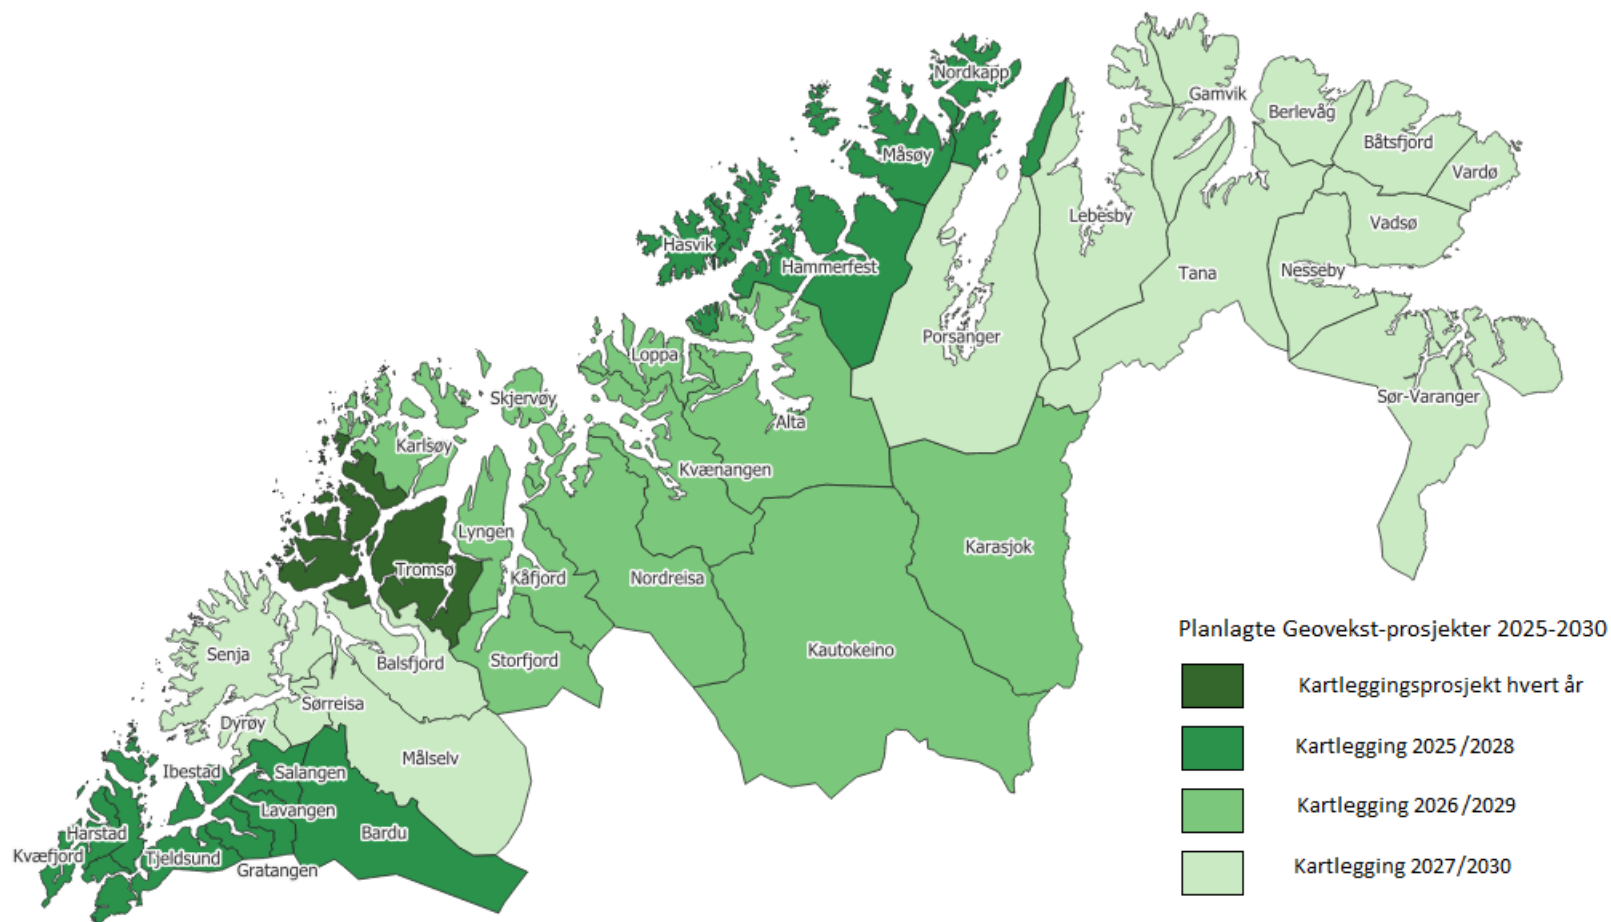 Nordkapp
Gamvik
Berlevåg
Båtsfjord
Måsøy
Vardø
Lebesby
Vadsø
Hasvik
Hammerfest
Tana
Nesseby
Porsanger
Loppa
Skjervøy
Sør-Varanger
Alta
Karlsøy
Kvænangen
Lyngen
Karasjok
Tromsø
Kåfjord
Nordreisa
Planlagte Geovekst-prosjekter 2025-2030
Kautokeino
Senja
Balsfjord
Storfjord
Kartleggingsprosjekt hvert år
Sørreisa
Dyrøy
Kartlegging 2025/2028
Målselv
Ibestad
Salangen
Kartlegging 2026/2029
Lavangen
Harstad
Bardu
Kvæfjord
Tjeldsund
Kartlegging 2027/2030
Gratangen